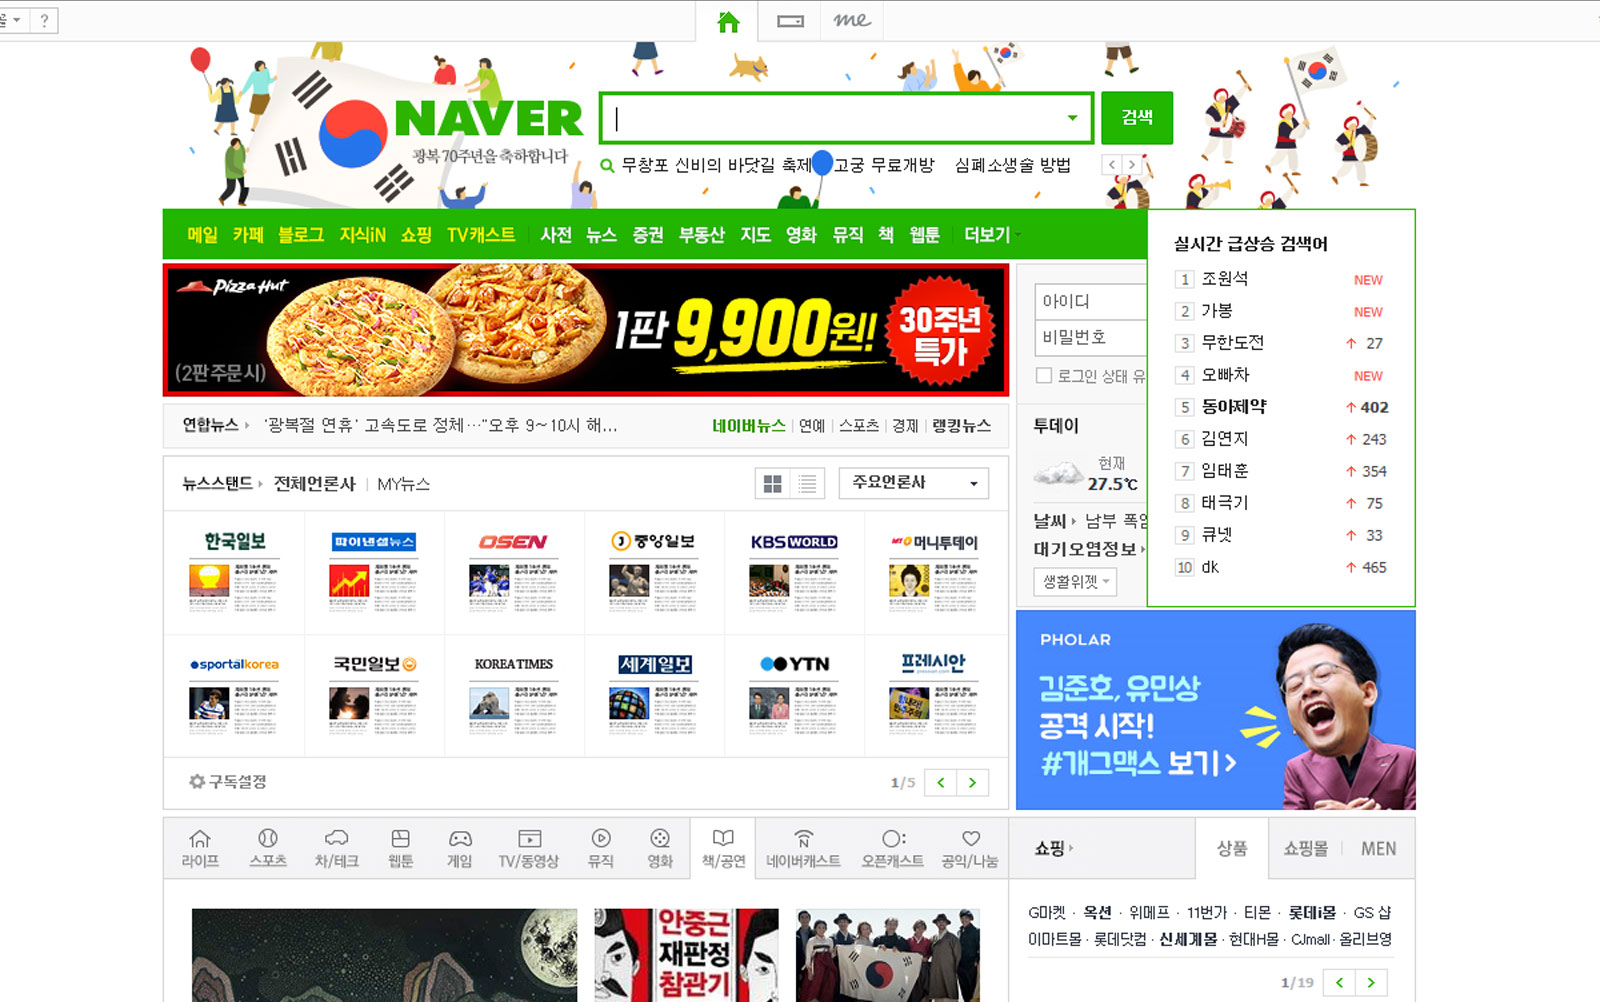 ?
me
NAVER
광복 70주년을 축하합니다
검색
무창포 신비의 바닷길 축제 고궁 무료개방 심폐소생술 방법
메일 카페 블로그 지식iN 쇼핑 TV캐스트 사전 뉴스 증권 부동산 지도 영화 뮤직 책 웹툰 더보기
실시간 급상승 검색어
1 조원석 NEW
2 가봉 NEW
3 무한도전 ↑ 27
4 오빠차 NEW
5 동아제약 ↑ 402
6 김연지 ↑ 243
7 임태훈 ↑ 354
8 태극기 ↑ 75
9 큐넷 ↑ 33
10 dk ↑ 465
Pizza Hut
1판 9,900원!
30주년
특가
(2판 주문시)
아이디
비밀번호
로그인 상태 유
연합뉴스 '광복절 연휴' 고속도로 정체…"오후 9~10시 해…
네이버뉴스 연예 스포츠 경제 랭킹뉴스
투데이
현재
27.5℃
날씨 남부 폭염
대기오염정보
생활위젯
뉴스스탠드 전체언론사 MY뉴스
주요언론사
한국일보 파이낸셜뉴스 OSEN 중앙일보 KBS WORLD MT 머니투데이
sportalkorea 국민일보 KOREA TIMES 세계일보 YTN 프레시안
구독설정
1/5
PHOLAR
김준호, 유민상
공격 시작!
#개그맥스 보기>
라이프 스포츠 차/테크 웹툰 게임 TV/동영상 뮤직 영화 책/공연 네이버캐스트 오픈캐스트 공익/나눔
쇼핑 상품 쇼핑몰 MEN
G마켓 · 옥션 · 위메프 · 11번가 · 티몬 · 롯데i몰 · GS 샵
이마트몰 · 롯데닷컴 · 신세계몰 · 현대H몰 · CJmall · 올리브영
1/19
안중근
재판정
참관기